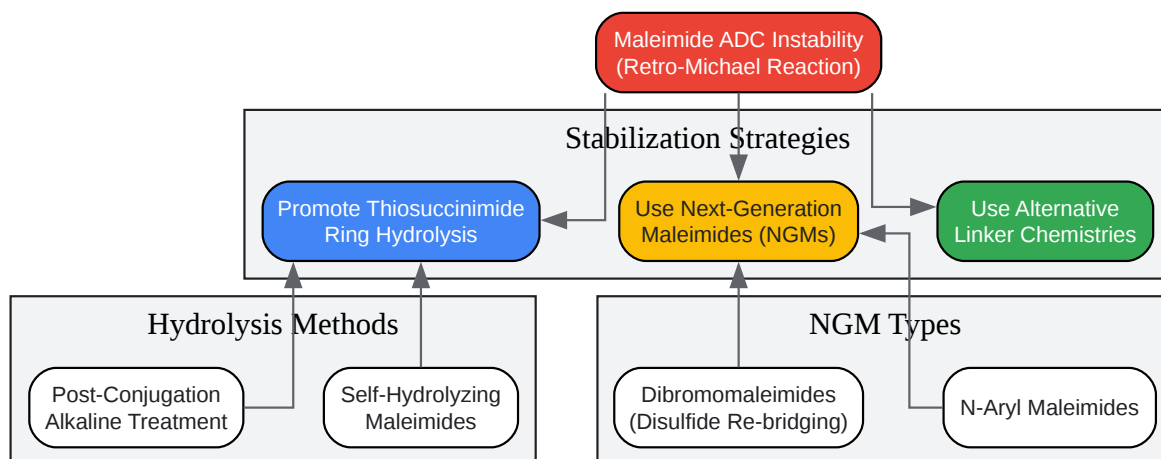 Maleimide ADC Instability
(Retro-Michael Reaction)
Stabilization Strategies
Promote Thiosuccinimide
Ring Hydrolysis
Use Next-Generation
Maleimides (NGMs)
Use Alternative
Linker Chemistries
Hydrolysis Methods
Post-Conjugation
Alkaline Treatment
Self-Hydrolyzing
Maleimides
NGM Types
Dibromomaleimides
(Disulfide Re-bridging)
N-Aryl Maleimides